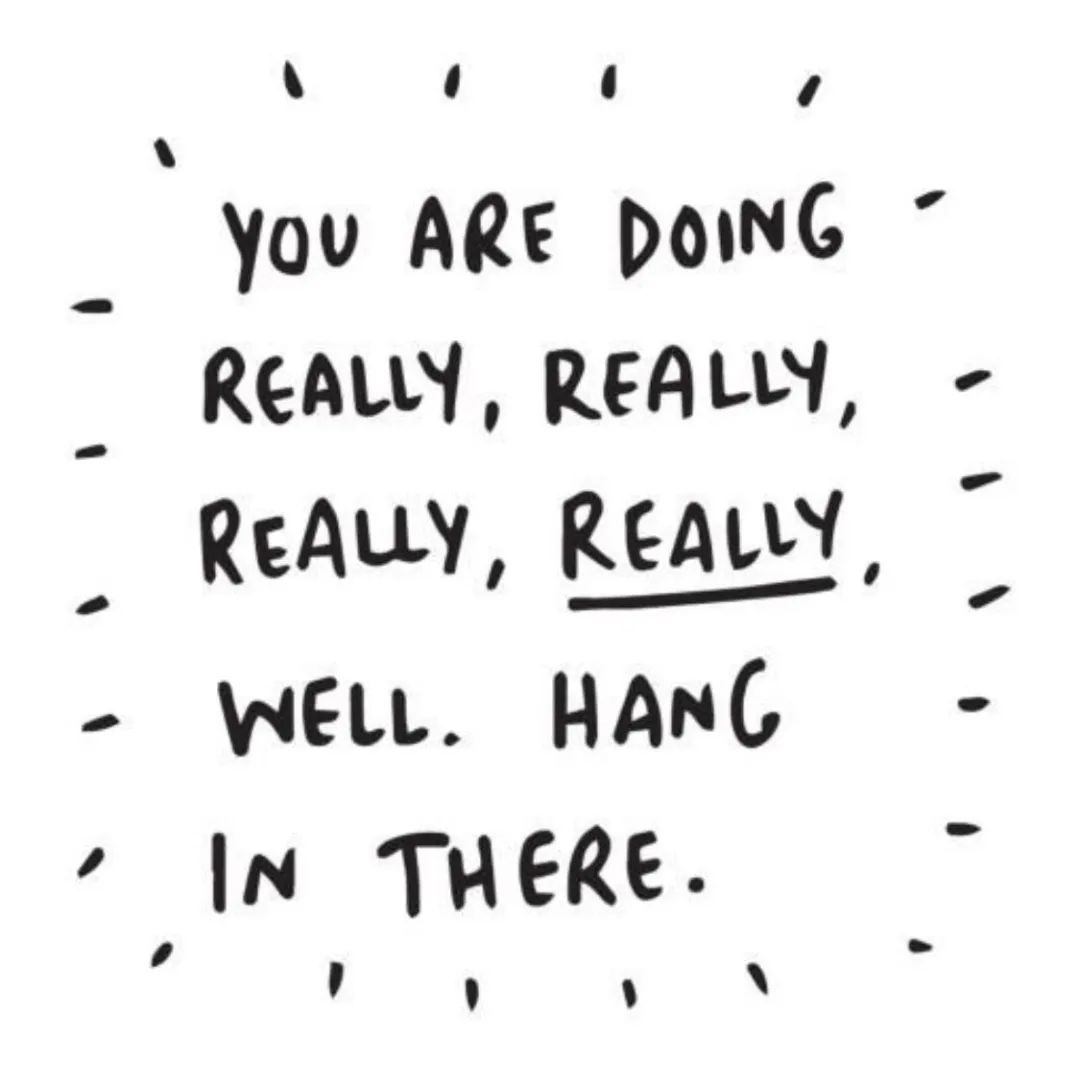 YOU ARE DOING
REALLY, REALLY,
REALLY, REALLY,
WELL. HANG
IN THERE.